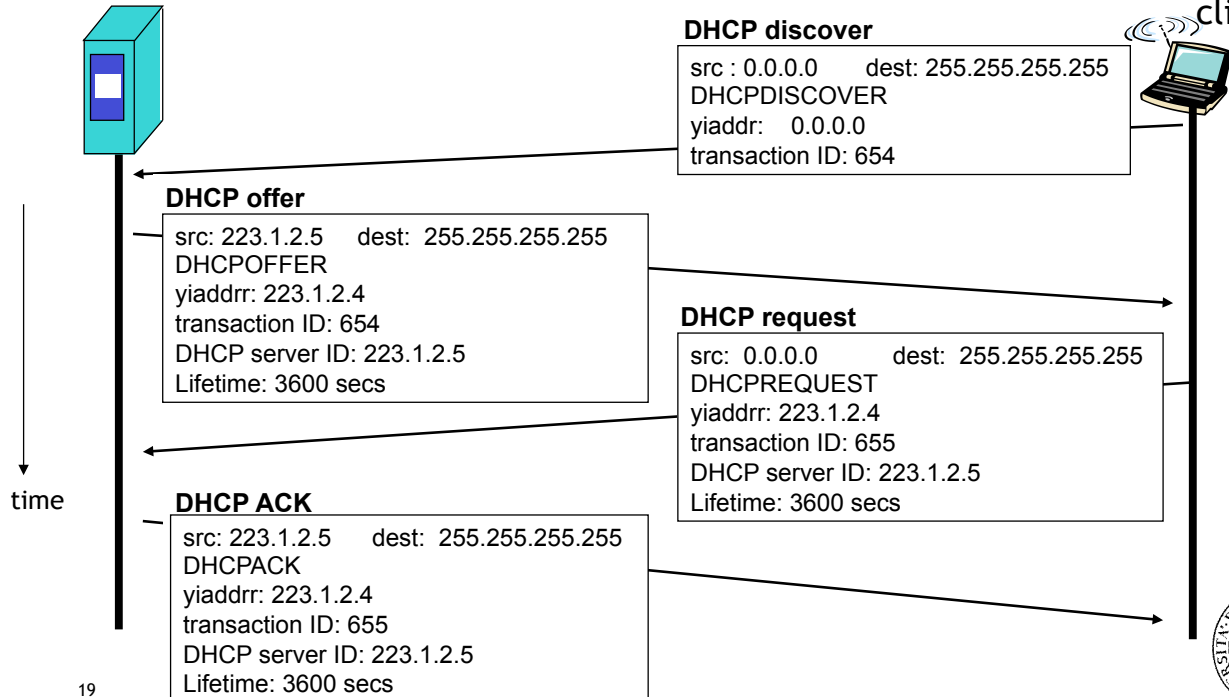 cli
DHCP discover
src : 0.0.0.0 dest: 255.255.255.255
DHCPDISCOVER
yiaddr: 0.0.0.0
transaction ID: 654
DHCP offer
src: 223.1.2.5 dest: 255.255.255.255
DHCPOFFER
yiaddrr: 223.1.2.4
transaction ID: 654
DHCP server ID: 223.1.2.5
Lifetime: 3600 secs
DHCP request
src: 0.0.0.0 dest: 255.255.255.255
DHCPREQUEST
yiaddrr: 223.1.2.4
transaction ID: 655
DHCP server ID: 223.1.2.5
Lifetime: 3600 secs
time
DHCP ACK
src: 223.1.2.5 dest: 255.255.255.255
DHCPACK
yiaddrr: 223.1.2.4
transaction ID: 655
DHCP server ID: 223.1.2.5
Lifetime: 3600 secs
19